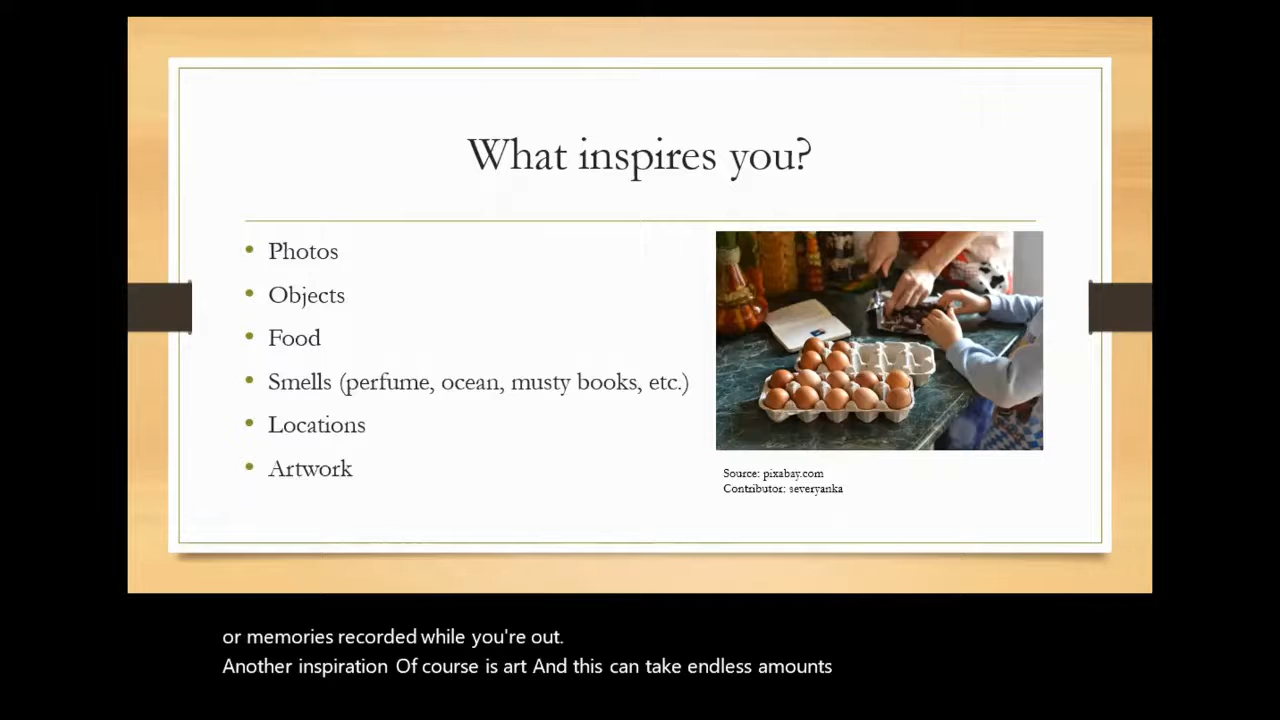 What inspires you?
• Photos
• Objects
• Food
• Smells (perfume, ocean, musty books, etc.)
• Locations
• Artwork
Source: pixabay.com
Contributor: severyanka
or memories recorded while you're out.
Another inspiration Of course is art And this can take endless amounts